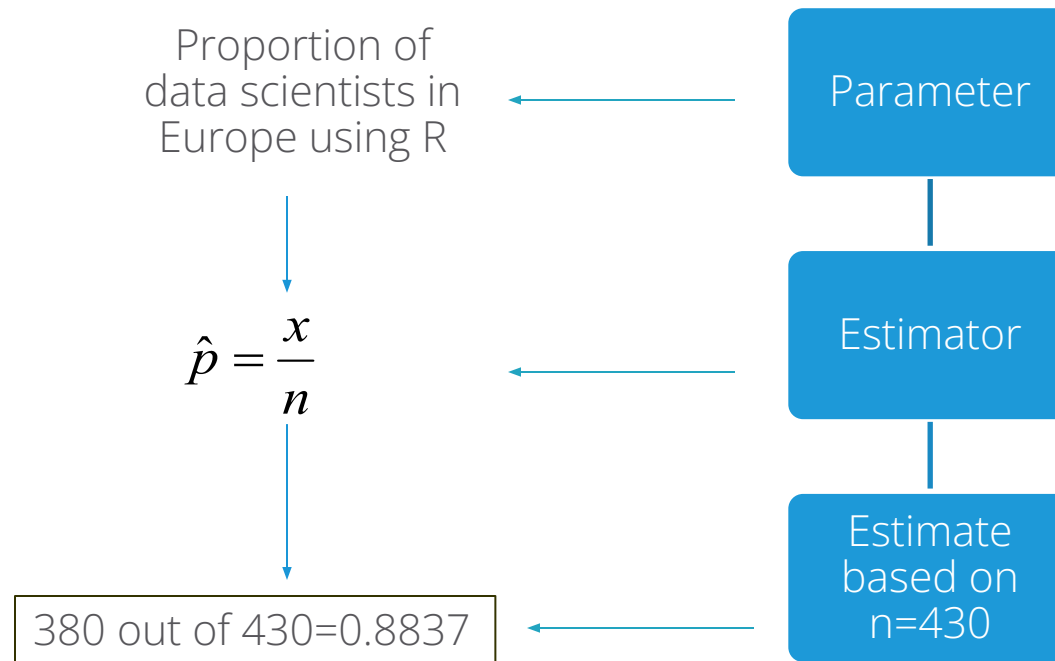 Proportion of
data scientists in
Europe using R
Parameter
p̂ = x/n
Estimator
380 out of 430=0.8837
Estimate
based on
n=430